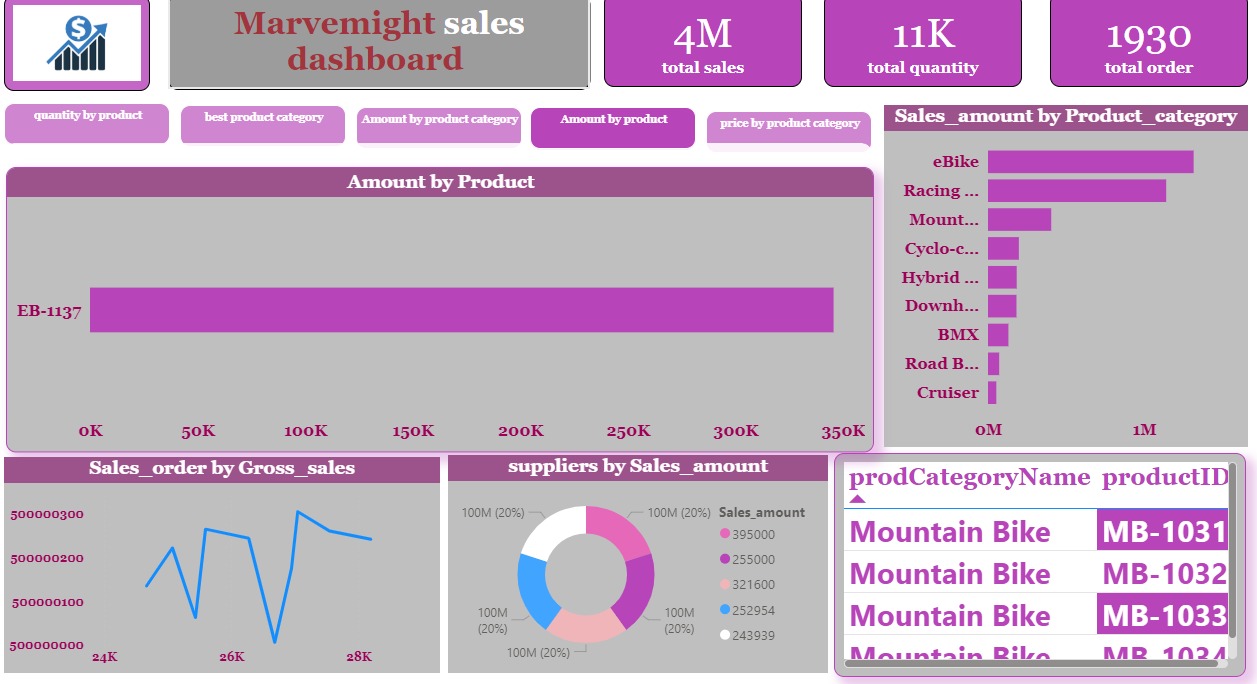 $
Marvemight sales
dashboard
4M
total sales
11K
total quantity
1930
total order
quantity by product
best product category
Amount by product category
Amount by product
price by product category
Amount by Product
EB-1137
0K 50K 100K 150K 200K 250K 300K 350K
Sales_amount by Product_category
eBike
Racing ...
Mount...
Cyclo-c...
Hybrid ...
Downh...
BMX
Road B...
Cruiser
0M 1M
Sales_order by Gross_sales
500000300
500000200
500000100
500000000
24K 26K 28K
suppliers by Sales_amount
100M (20%)
100M (20%)
100M
(20%)
100M
(20%)
100M (20%)
Sales_amount
395000
255000
321600
252954
243939
prodCategoryName productID
Mountain Bike MB-1031
Mountain Bike MB-1032
Mountain Bike MB-1033
Mountain Bike MB-1034